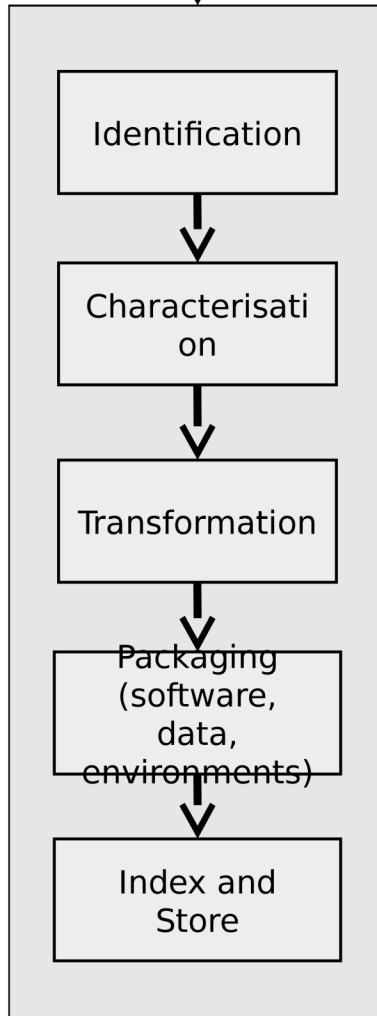 Identification
Characterisati
on
Transformation
Packaging
(software,
data,
environments)
Index and
Store